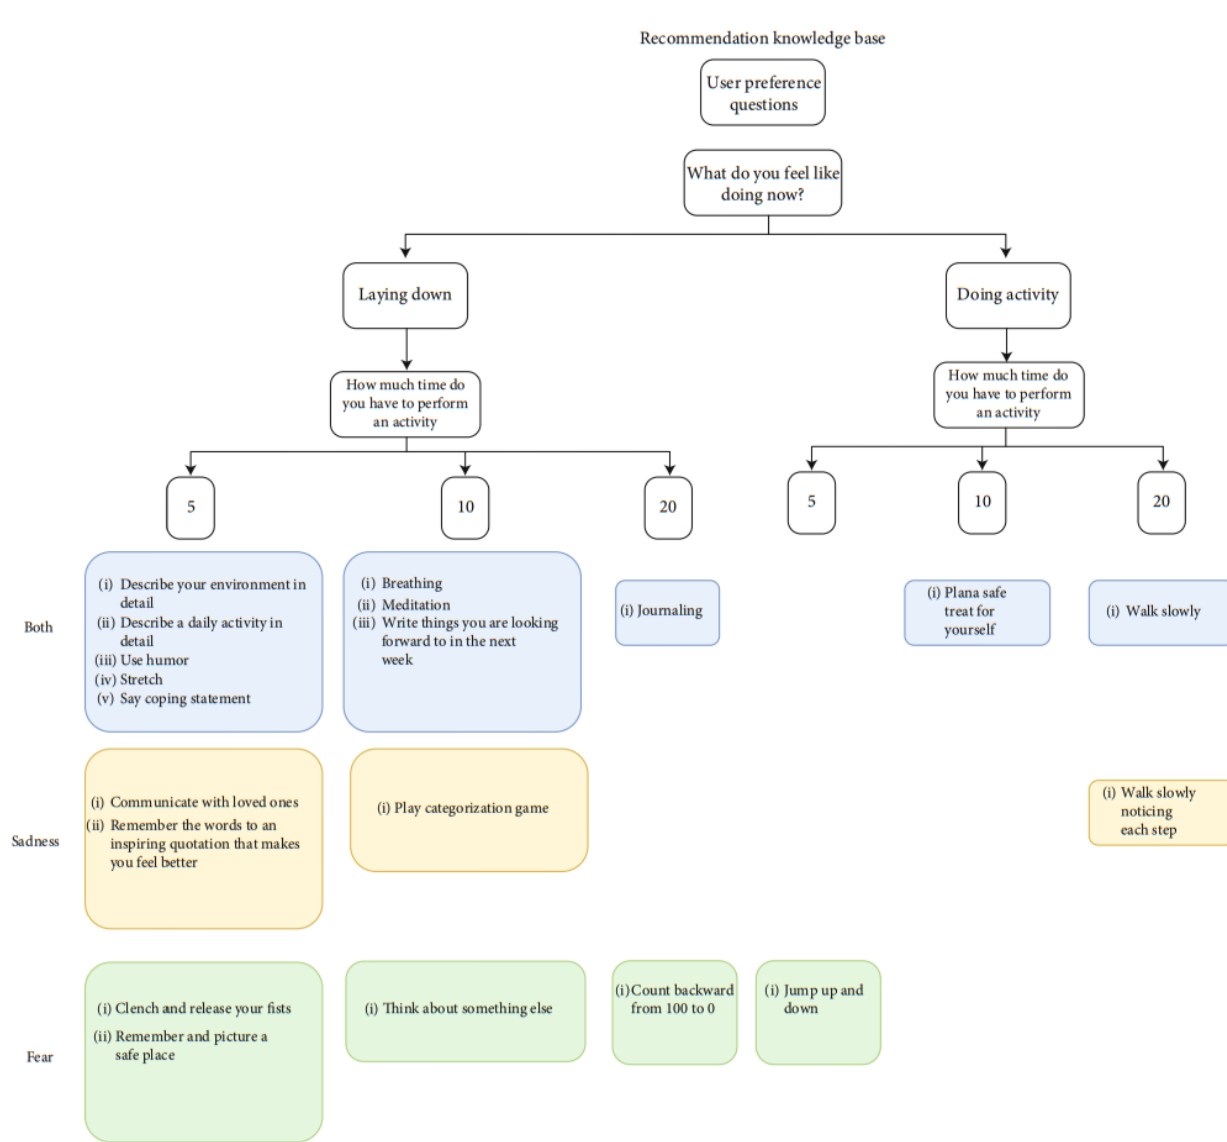 Recommendation knowledge base
User preference
questions
What do you feel like
doing now?
Laying down
Doing activity
How much time do
you have to perform
an activity
How much time do
you have to perform
an activity
5
10
20
5
10
20
Both
(i) Describe your environment in
detail
(ii) Describe a daily activity in
detail
(iii) Use humor
(iv) Stretch
(v) Say coping statement
(i) Breathing
(ii) Meditation
(iii) Write things you are looking
forward to in the next
week
(i) Journaling
(i) Plana safe
treat for
yourself
(i) Walk slowly
Sadness
(i) Communicate with loved ones
(ii) Remember the words to an
inspiring quotation that makes
you feel better
(i) Play categorization game
(i) Walk slowly
noticing
each step
Fear
(i) Clench and release your fists
(ii) Remember and picture a
safe place
(i) Think about something else
(i) Count backward
from 100 to 0
(i) Jump up and
down